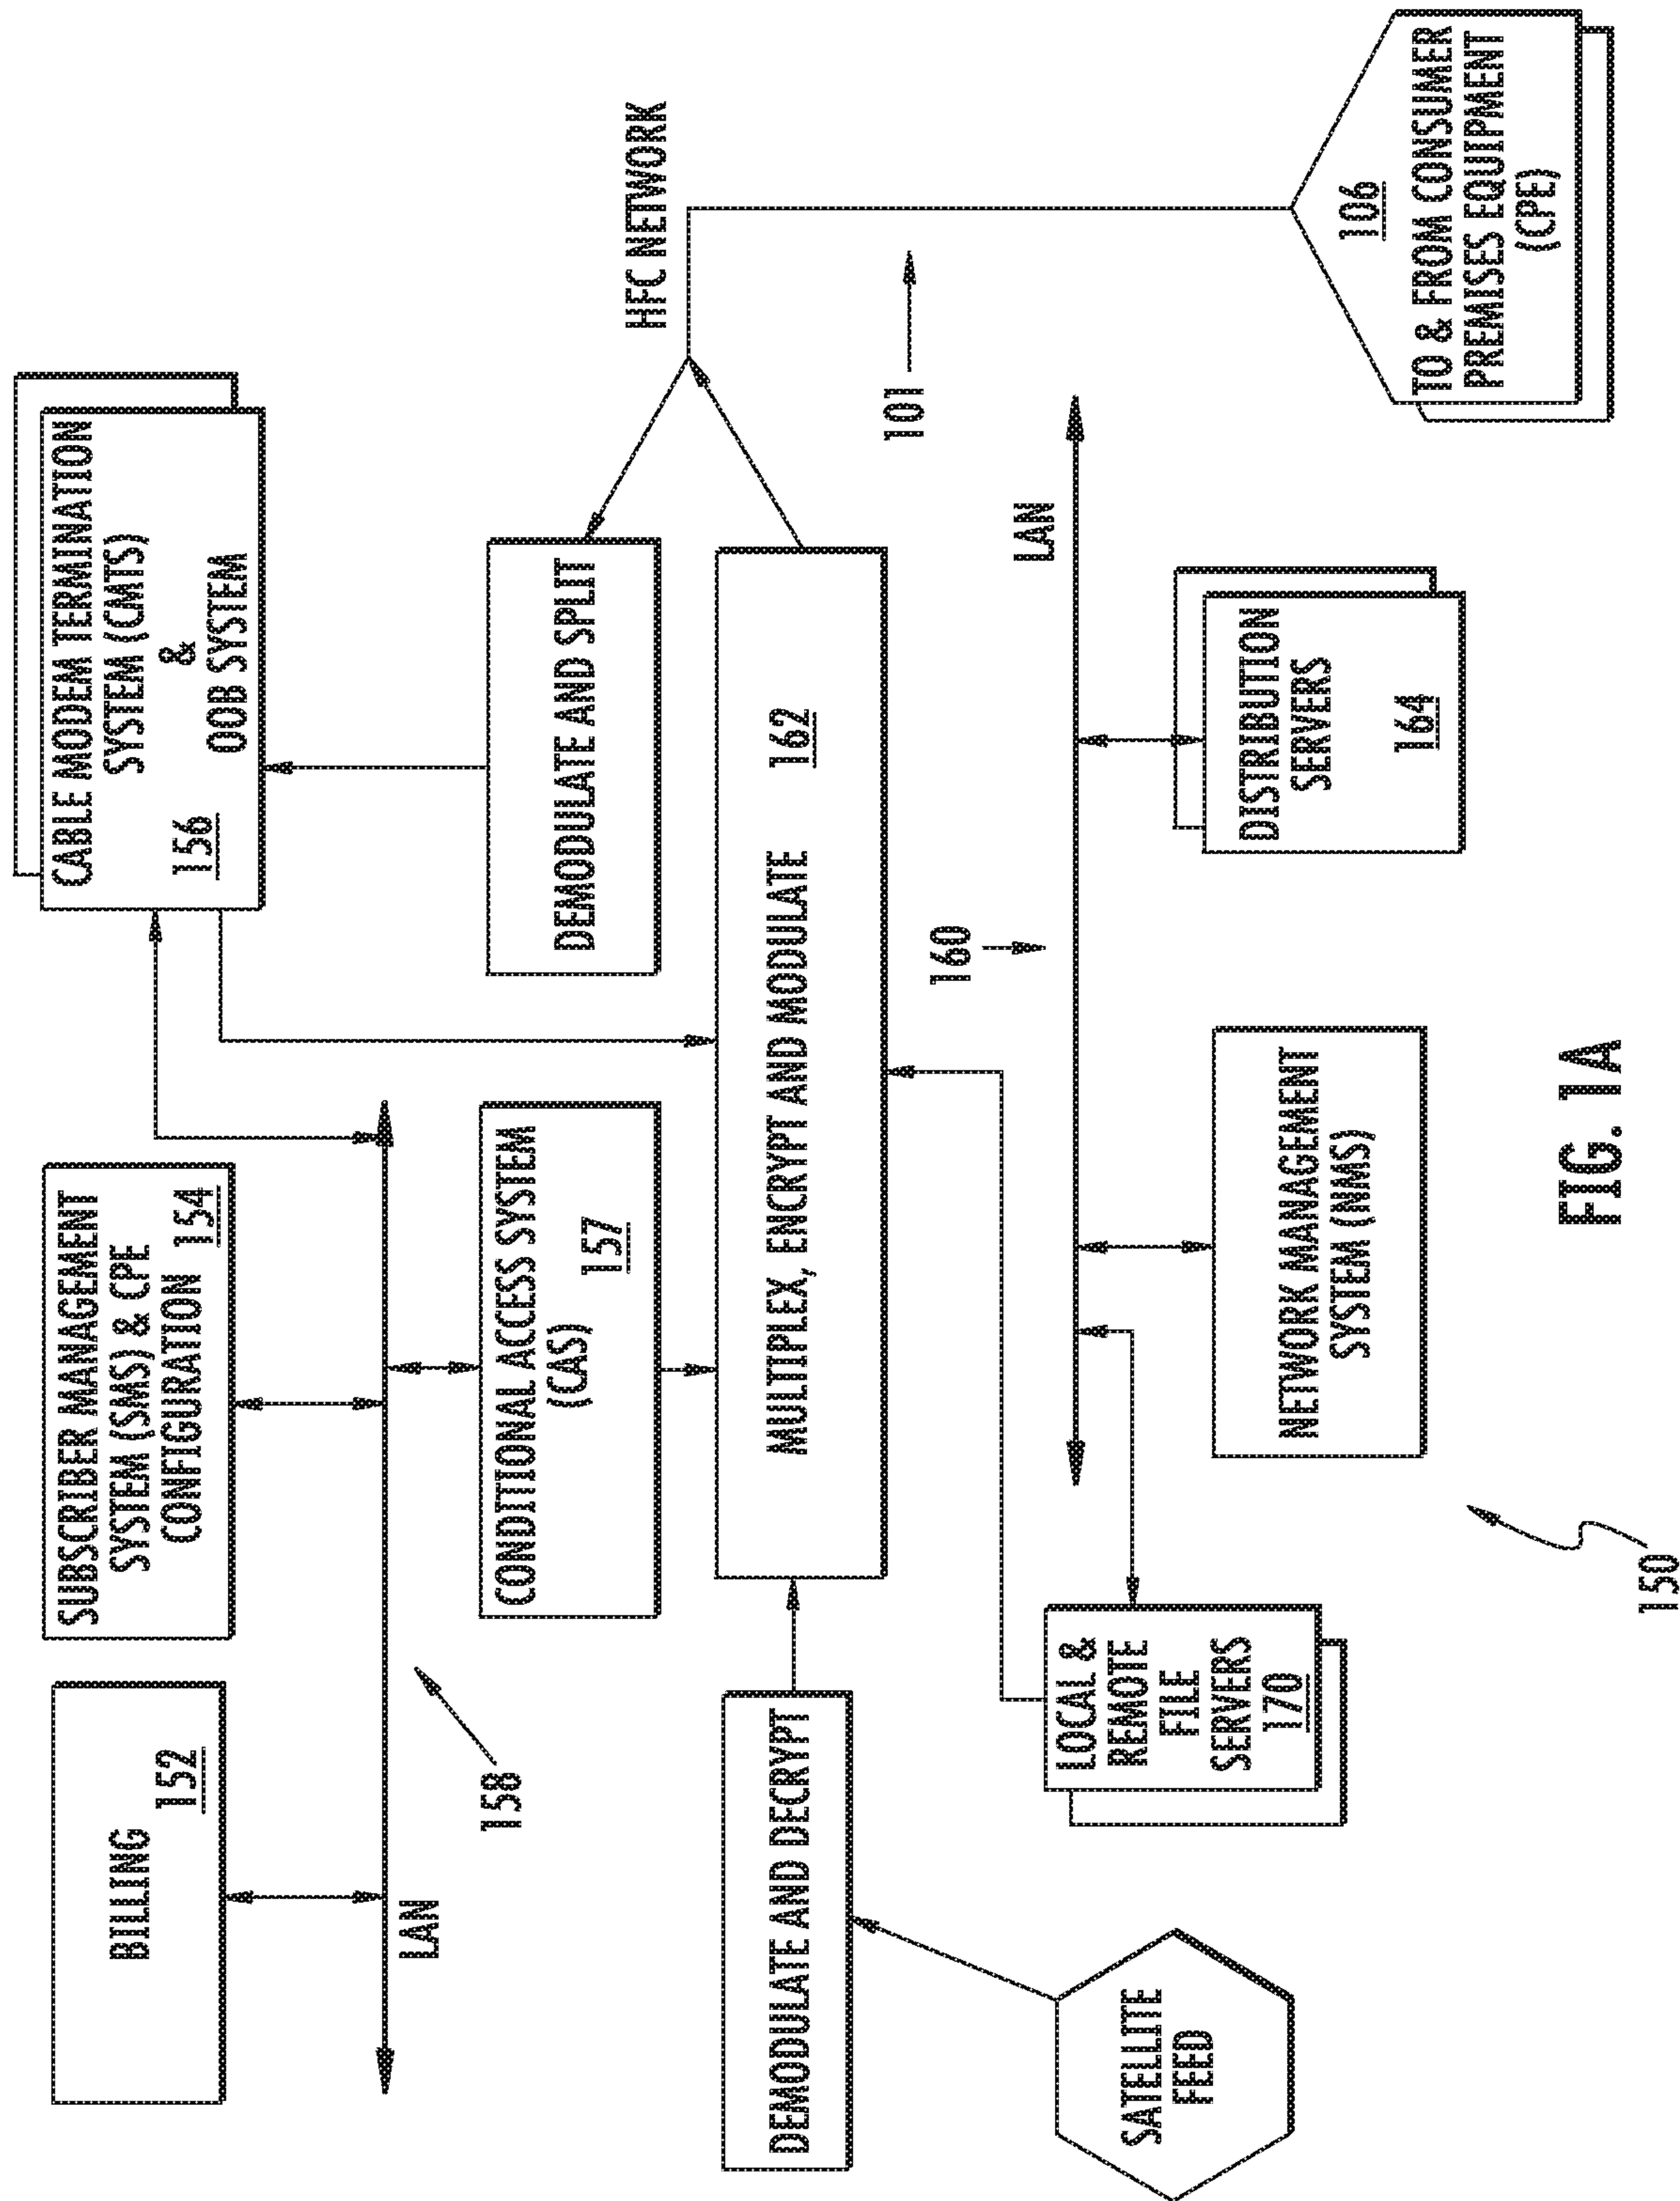 BILLING
152
SUBSCRIBER MANAGEMENT
SYSTEM (SMS) & CPE
CONFIGURATION 154
CABLE MODEM TERMINATION
SYSTEM (CMTS)
&
156
OOB SYSTEM
LAN
158
CONDITIONAL ACCESS SYSTEM
(CAS)
157
DEMODULATE AND SPLIT
HFC NETWORK
DEMODULATE AND DECRYPT
MULTIPLEX, ENCRYPT AND MODULATE 162
101
160
LAN
SATELLITE
FEED
LOCAL &
REMOTE
FILE
SERVERS
170
NETWORK MANAGEMENT
SYSTEM (NMS)
DISTRIBUTION
SERVERS
164
106
TO & FROM CONSUMER
PREMISES EQUIPMENT
(CPE)
150
FIG. 1A